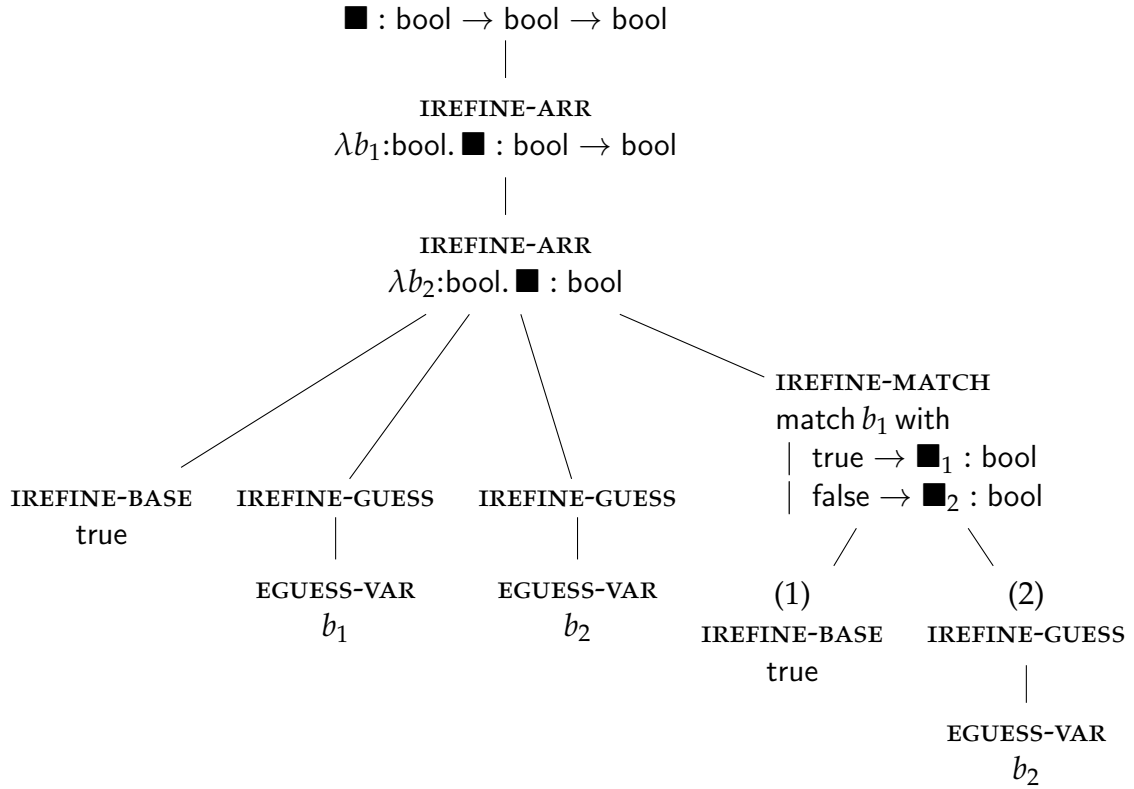 ■ : bool → bool → bool
IREFINE-ARR
λb₁:bool. ■ : bool → bool
IREFINE-ARR
λb₂:bool. ■ : bool
IREFINE-MATCH
match b₁ with
| true → ■₁ : bool
| false → ■₂ : bool
IREFINE-BASE IREFINE-GUESS IREFINE-GUESS
true
EGUESS-VAR EGUESS-VAR
b₁ b₂
(1) (2)
IREFINE-BASE IREFINE-GUESS
true
EGUESS-VAR
b₂